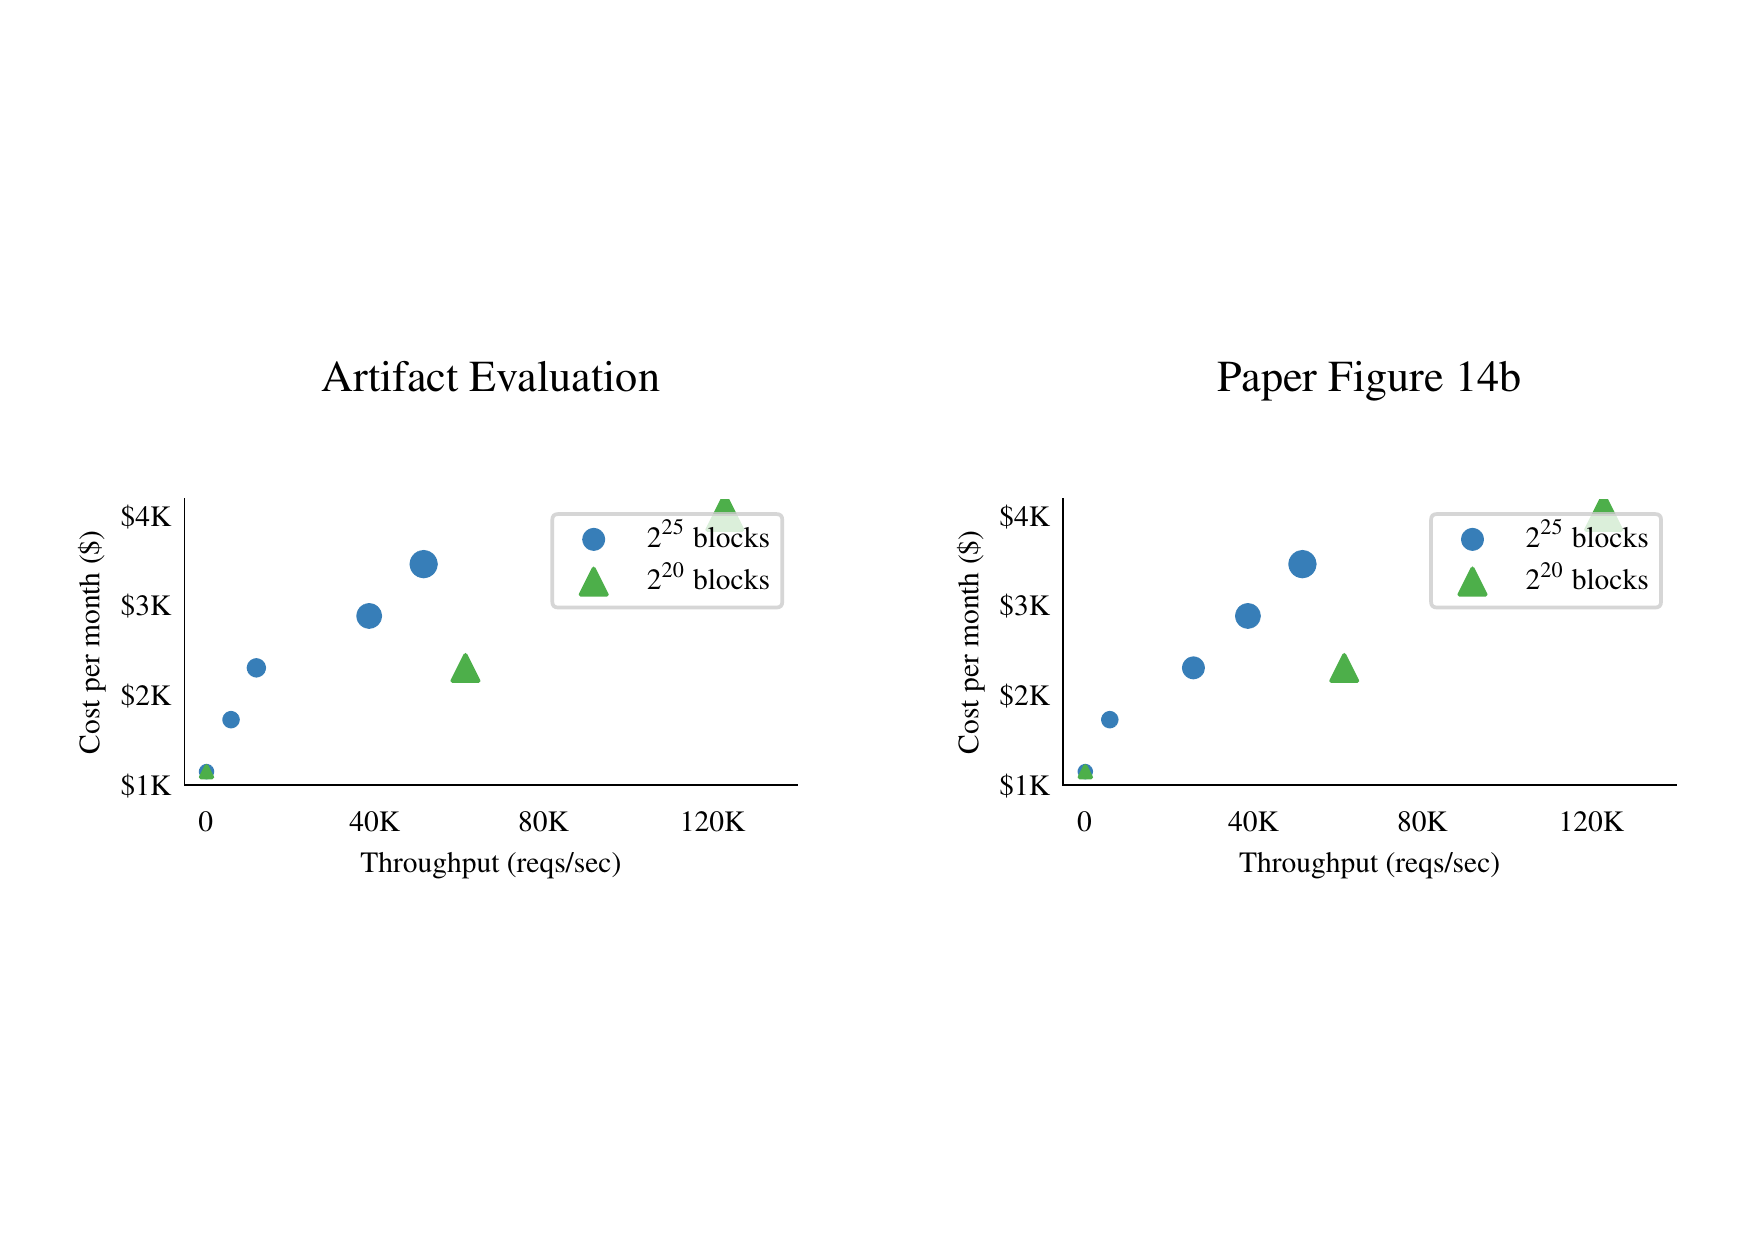 Artifact Evaluation
Cost per month ($)
$4K
$3K
$2K
$1K
2^25 blocks
2^20 blocks
0 40K 80K 120K
Throughput (reqs/sec)
Paper Figure 14b
Cost per month ($)
$4K
$3K
$2K
$1K
2^25 blocks
2^20 blocks
0 40K 80K 120K
Throughput (reqs/sec)